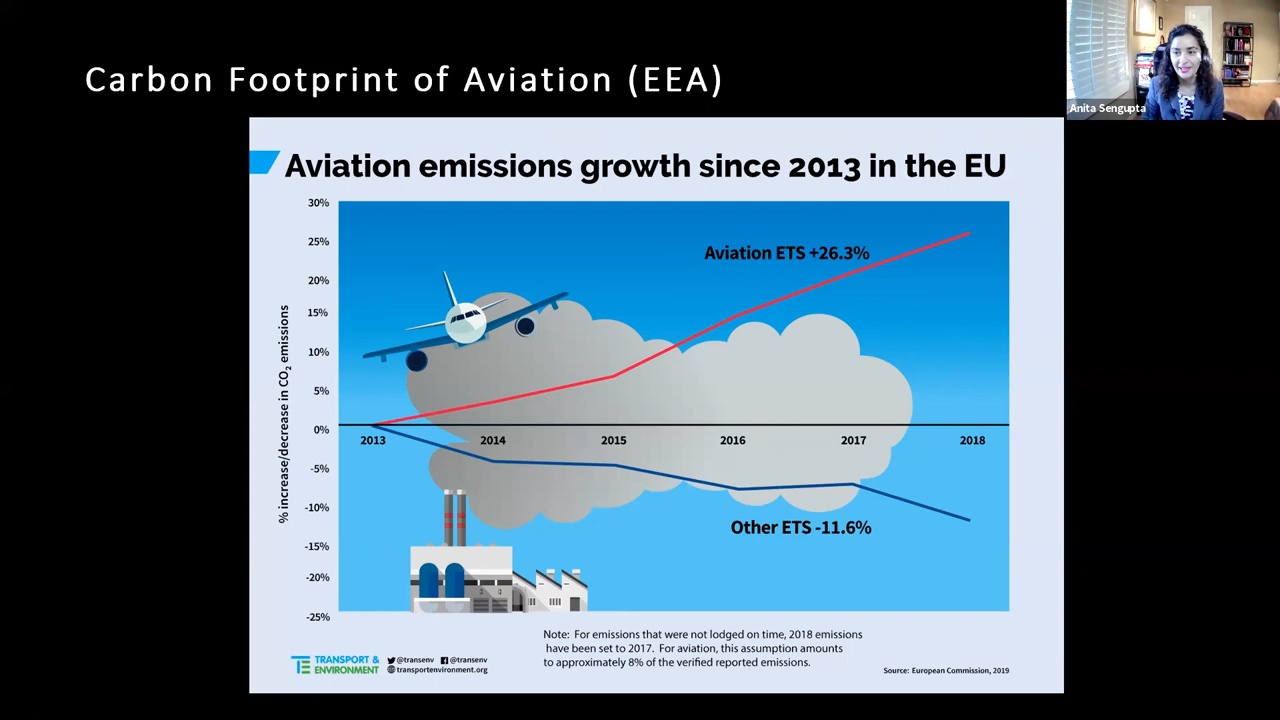 Carbon Footprint of Aviation (EEA)
Anita Sengupta
Aviation emissions growth since 2013 in the EU
% increase/decrease in CO2 emissions
30%
25%
20%
15%
10%
5%
0%
-5%
-10%
-15%
-20%
-25%
Aviation ETS +26.3%
2013 2014 2015 2016 2017 2018
Other ETS -11.6%
Note: For emissions that were not lodged on time, 2018 emissions
have been set to 2017. For aviation, this assumption amounts
to approximately 8% of the verified reported emissions.
TRANSPORT &
ENVIRONMENT
@transenv @transenv
transportenvironment.org
Source: European Commission, 2019